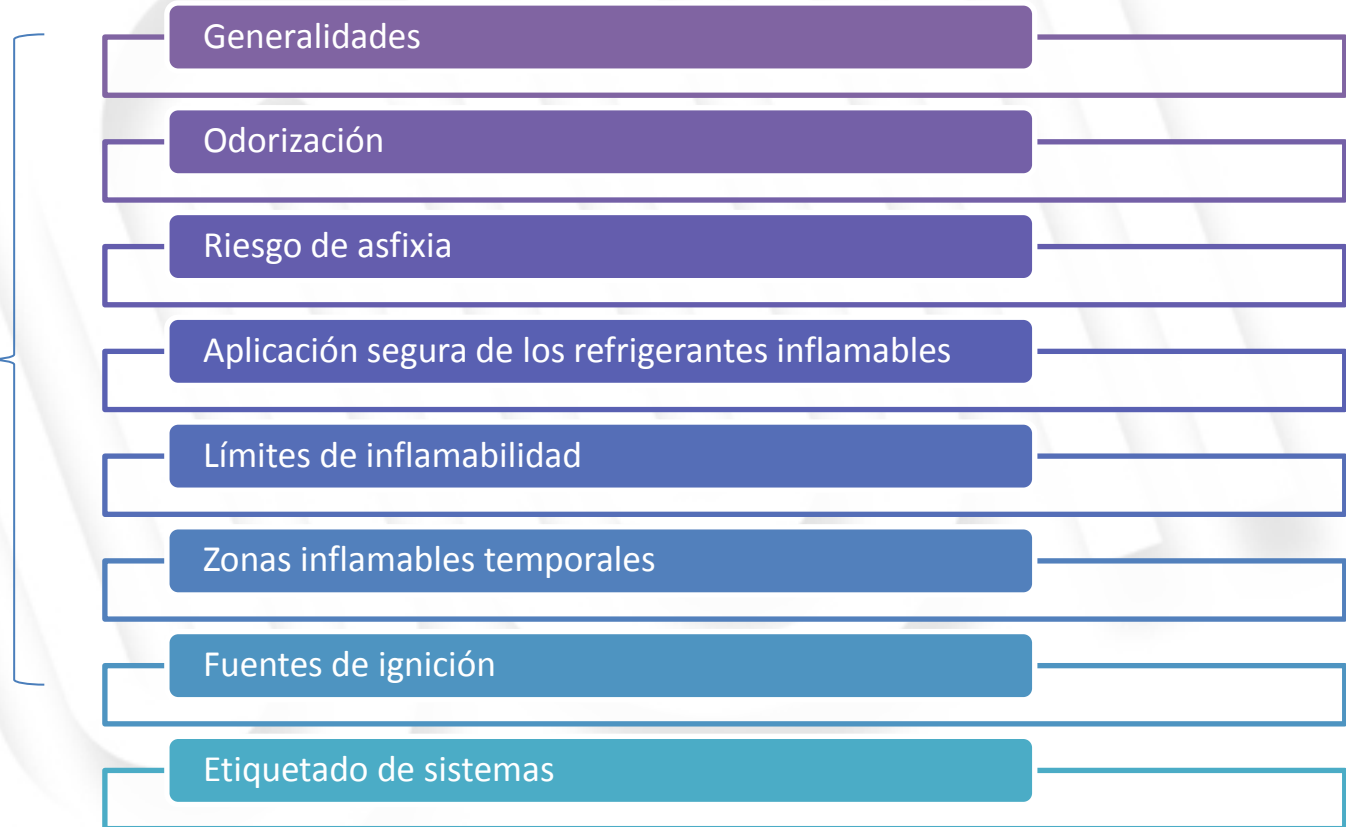 Generalidades
Odorización
Riesgo de asfixia
Aplicación segura de los refrigerantes inflamables
Límites de inflamabilidad
Zonas inflamables temporales
Fuentes de ignición
Etiquetado de sistemas